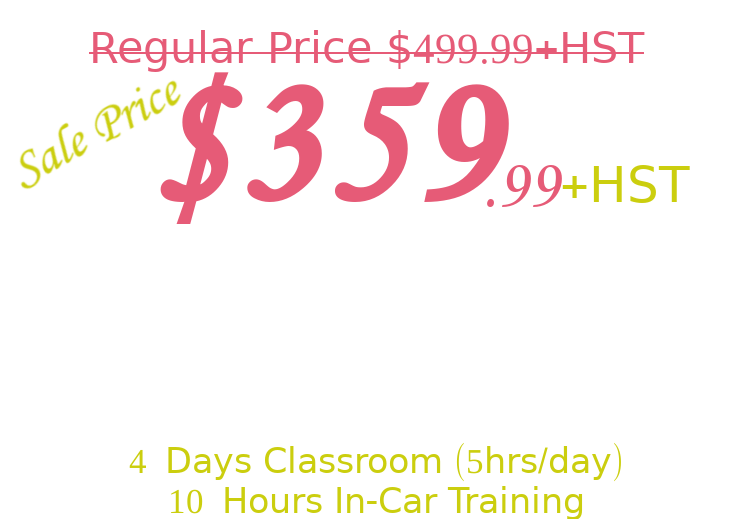 Regular Price $499.99+HST
Sale Price
$359.99+HST
4 Days Classroom (5hrs/day)
10 Hours In-Car Training